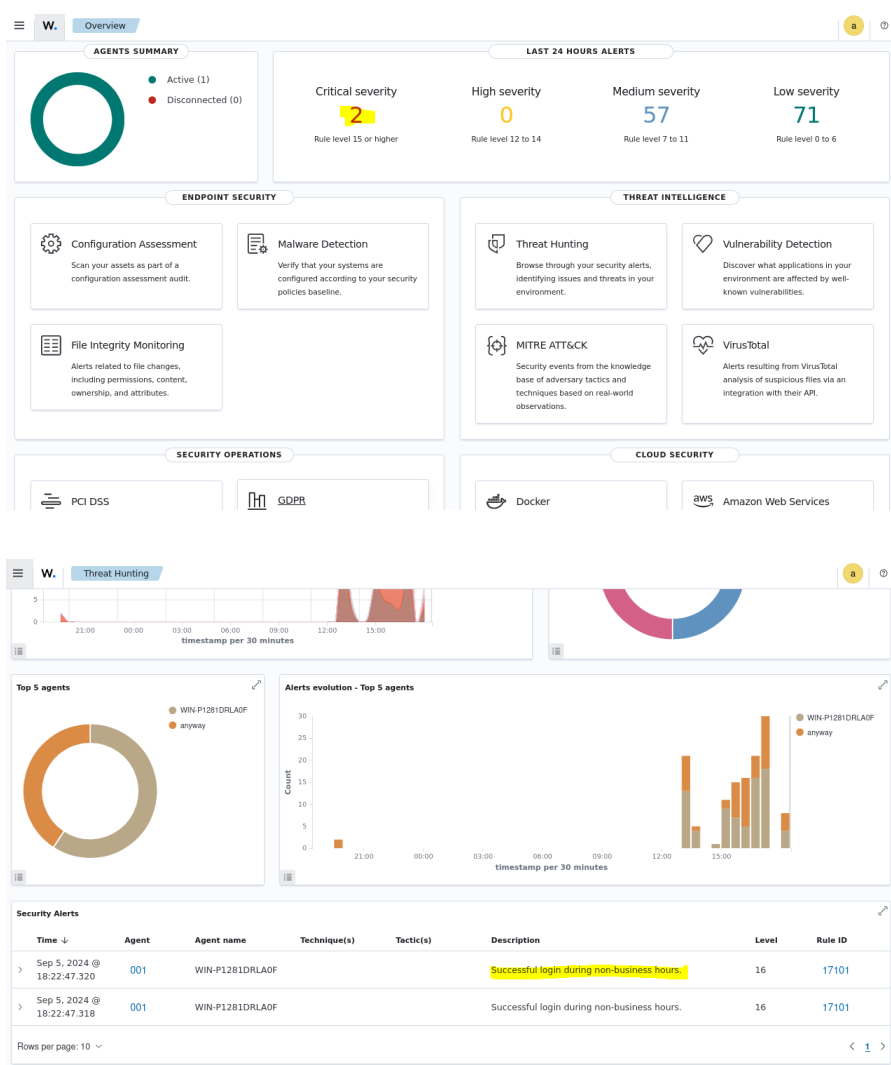 W. Overview a
AGENTS SUMMARY
Active (1)
Disconnected (0)
LAST 24 HOURS ALERTS
Critical severity
2
Rule level 15 or higher
High severity
0
Rule level 12 to 14
Medium severity
57
Rule level 7 to 11
Low severity
71
Rule level 0 to 6
ENDPOINT SECURITY
Configuration Assessment
Scan your assets as part of a
configuration assessment audit.
Malware Detection
Verify that your systems are
configured according to your security
policies baseline.
File Integrity Monitoring
Alerts related to file changes,
including permissions, content,
ownership, and attributes.
THREAT INTELLIGENCE
Threat Hunting
Browse through your security alerts,
identifying issues and threats in your
environment.
Vulnerability Detection
Discover what applications in your
environment are affected by well-
known vulnerabilities.
MITRE ATT&CK
Security events from the knowledge
base of adversary tactics and
techniques based on real-world
observations.
VirusTotal
Alerts resulting from VirusTotal
analysis of suspicious files via an
integration with their API.
SECURITY OPERATIONS
PCI DSS
GDPR
CLOUD SECURITY
Docker
aws
Amazon Web Services
W. Threat Hunting a
5
0
21:00 00:00 03:00 06:00 09:00 12:00 15:00
timestamp per 30 minutes
Top 5 agents
WIN-P1281DRLA0F
anyway
Alerts evolution - Top 5 agents
30
25
20
15
10
5
0
Count
21:00 00:00 03:00 06:00 09:00 12:00 15:00
timestamp per 30 minutes
WIN-P1281DRLA0F
anyway
Security Alerts
Time Agent Agent name Technique(s) Tactic(s) Description Level Rule ID
Sep 5, 2024 @
18:22:47.320 001 WIN-P1281DRLA0F Successful login during non-business hours. 16 17101
Sep 5, 2024 @
18:22:47.318 001 WIN-P1281DRLA0F Successful login during non-business hours. 16 17101
Rows per page: 10 1